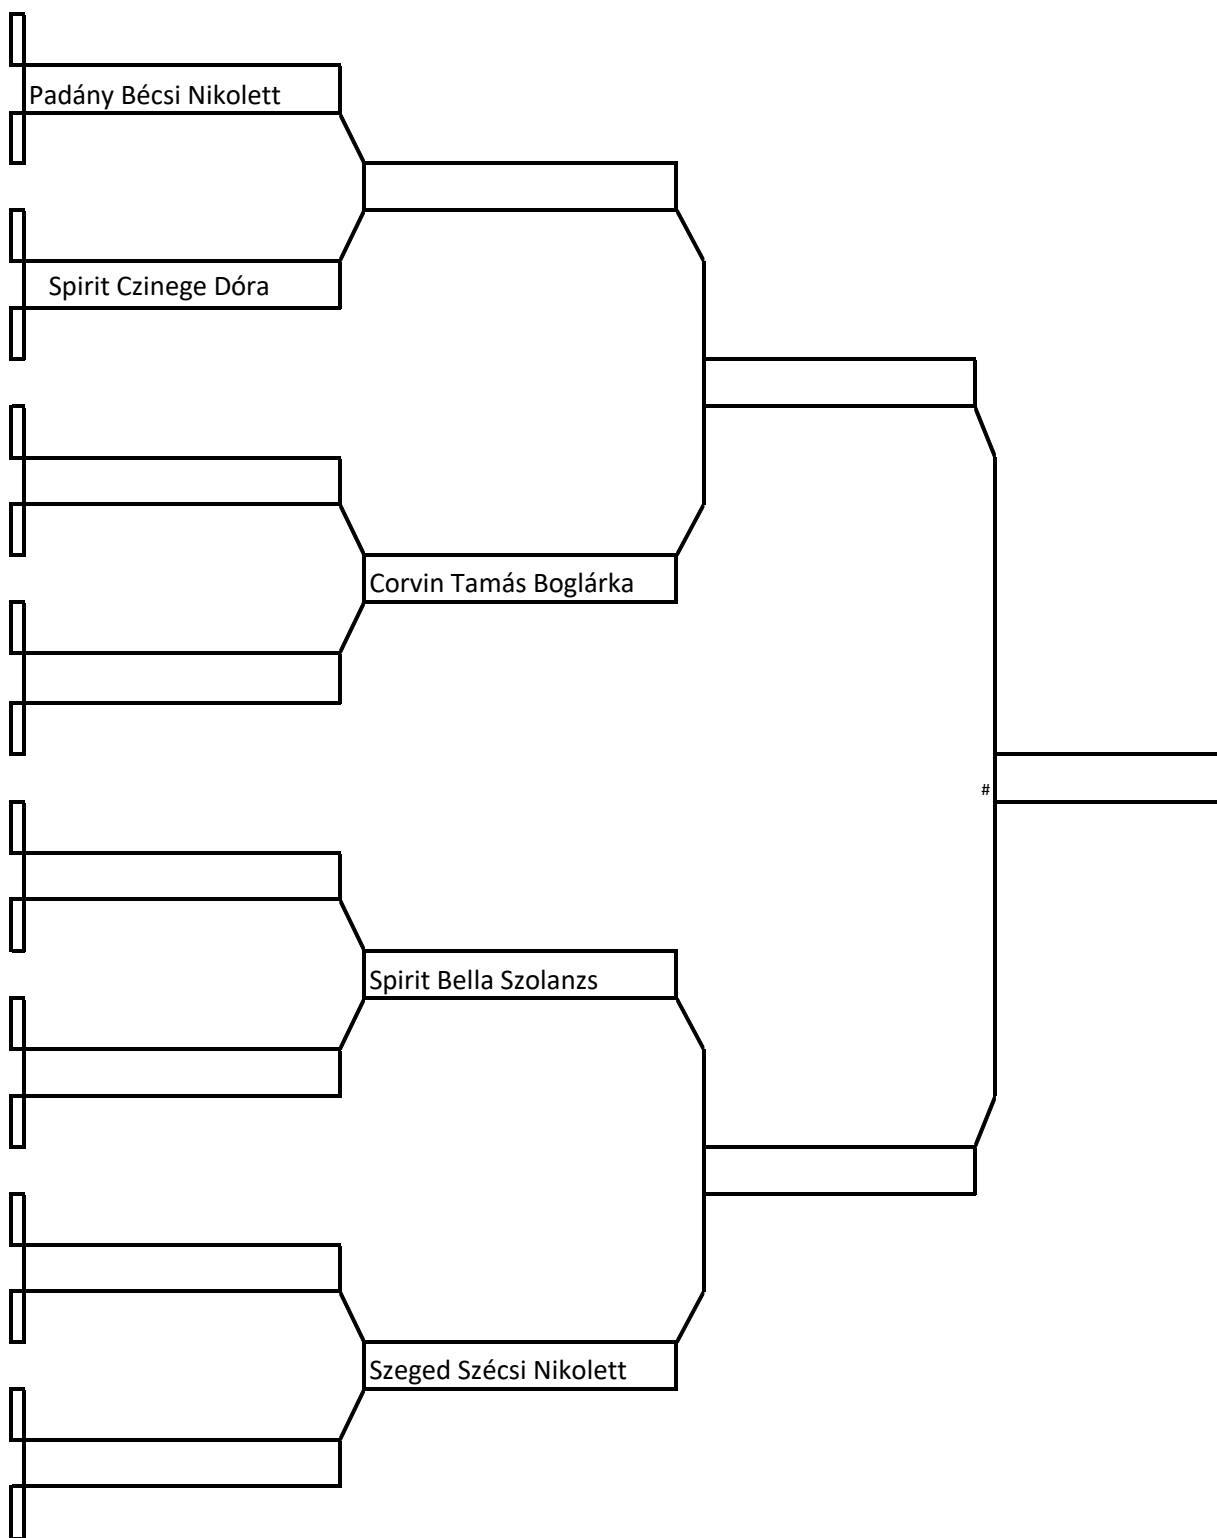 Padány Bécsi Nikolett
Spirit Czinege Dóra
Corvin Tamás Boglárka
#
Spirit Bella Szolanzs
Szeged Szécsi Nikolett